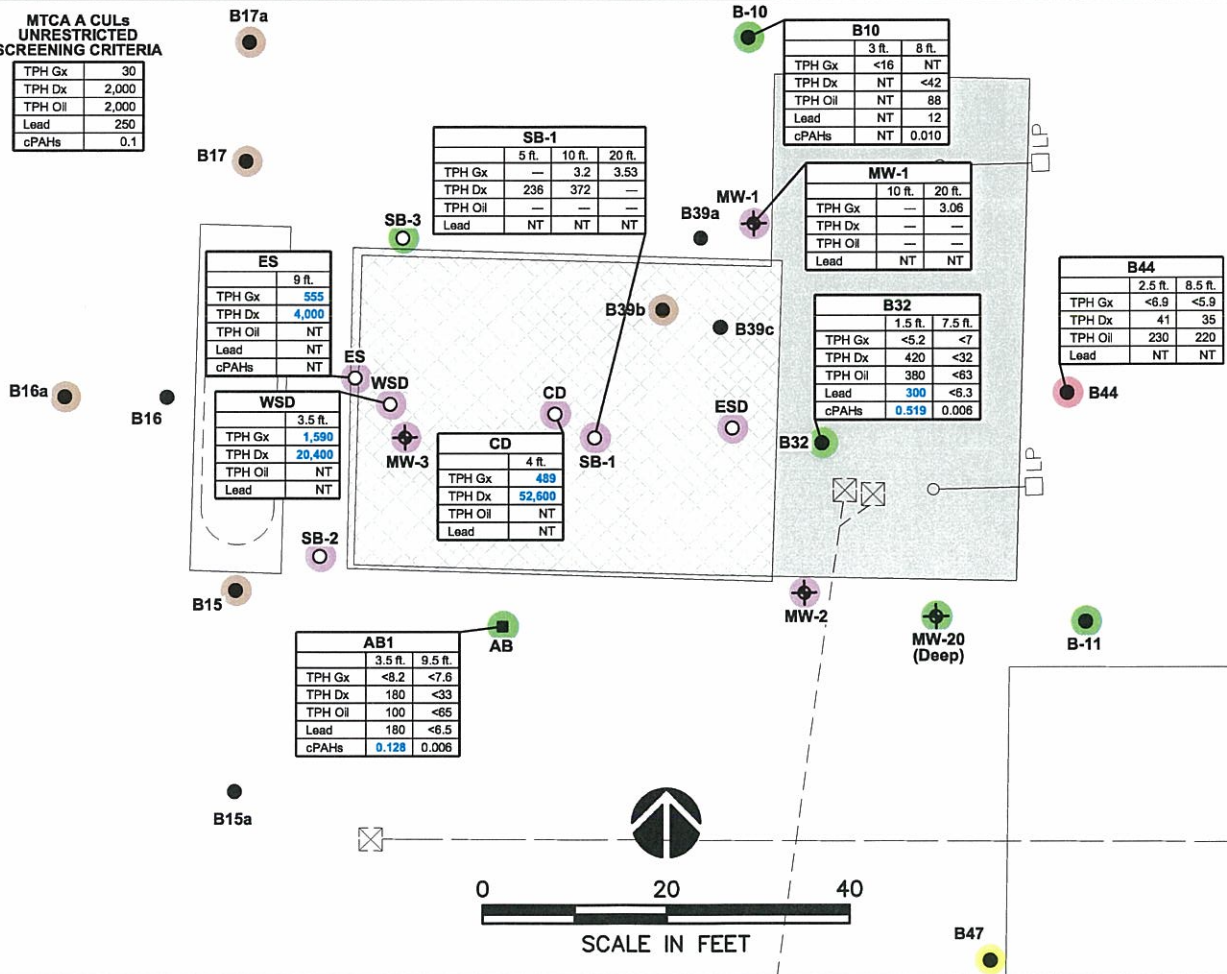 MTCA A CULs
UNRESTRICTED
SCREENING CRITERIA
TPH Gx 30
TPH Dx 2,000
TPH Oil 2,000
Lead 250
cPAHs 0.1
B17a
B-10
B10
3 ft. 8 ft.
TPH Gx <16 NT
TPH Dx NT <42
TPH Oil NT 88
Lead NT 12
cPAHs NT 0.010
LP
B17
SB-1
5 ft. 10 ft. 20 ft.
TPH Gx — 3.2 3.53
TPH Dx 236 372 —
TPH Oil — — —
Lead NT NT NT
MW-1
MW-1
10 ft. 20 ft.
TPH Gx — 3.06
TPH Dx — —
TPH Oil — —
Lead NT NT
SB-3
B39a
ES
9 ft.
TPH Gx 555
TPH Dx 4,000
TPH Oil NT
Lead NT
cPAHs NT
B44
2.5 ft. 8.5 ft.
TPH Gx <6.9 <5.9
TPH Dx 41 35
TPH Oil 230 220
Lead NT NT
B39b
B39c
B32
1.5 ft. 7.5 ft.
TPH Gx <5.2 <7
TPH Dx 420 <32
TPH Oil 380 <63
Lead 300 <6.3
cPAHs 0.519 0.006
ES
WSD
CD
ESD
B44
B16a
B16
WSD
3.5 ft.
TPH Gx 1,590
TPH Dx 20,400
TPH Oil NT
Lead NT
MW-3
CD
4 ft.
TPH Gx 489
TPH Dx 52,600
TPH Oil NT
Lead NT
SB-1
B32
LP
SB-2
B15
MW-2
MW-20
(Deep)
B-11
AB
AB1
3.5 ft. 9.5 ft.
TPH Gx <8.2 <7.6
TPH Dx 180 <33
TPH Oil 100 <65
Lead 180 <6.5
cPAHs 0.128 0.006
B15a
0 20 40
SCALE IN FEET
B47